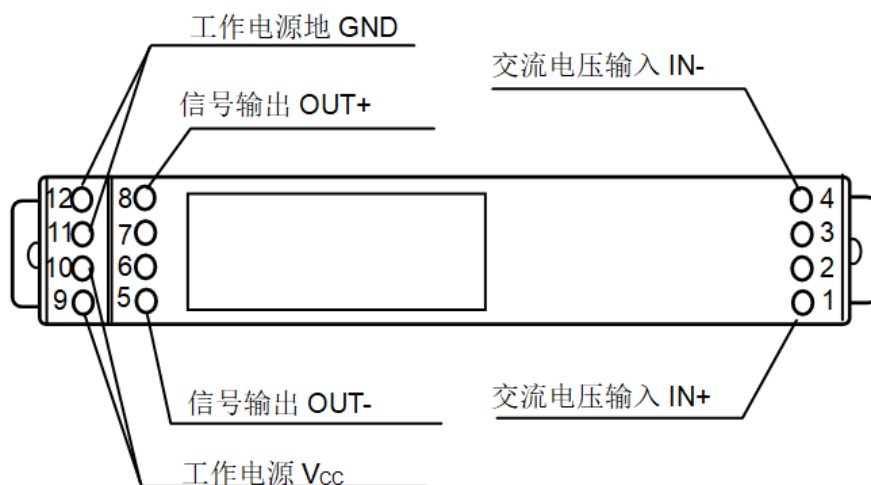 工作电源地 GND
交流电压输入 IN-
信号输出 OUT+
12 8 4
11 7 3
10 6 2
9 5 1
信号输出 OUT-
交流电压输入 IN+
工作电源 Vcc